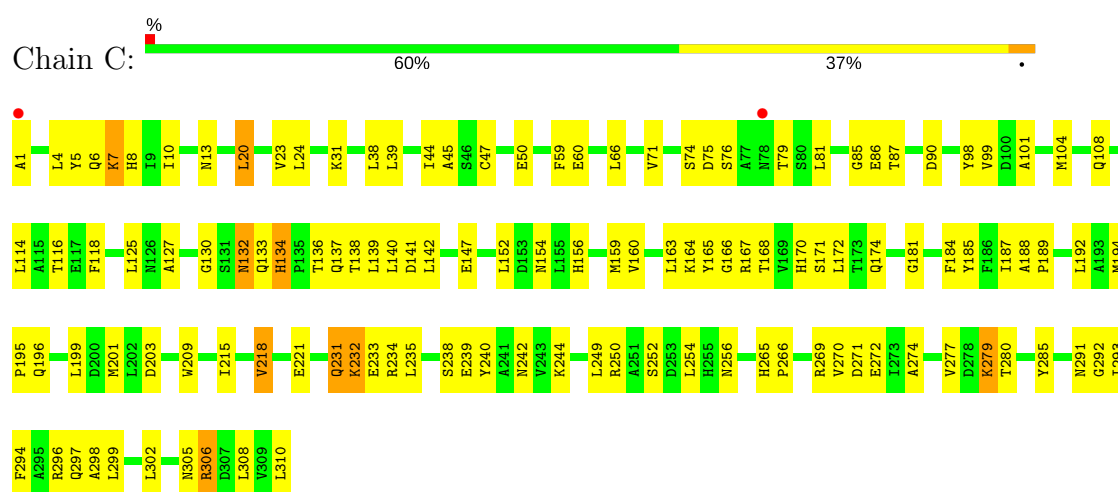 %
Chain C:
60% 37% •
A1 L4 Y5 Q6 K7 H8 I9 I10 N13 L20 V23 L24 K31 L38 L39 I44 A45 S46 C47 E50 F59 E60 L66 V71 S74 D75 S76 A77 N78 T79 S80 L81 G85 E86 T87 D90 Y98 V99 D100 A101 M104 Q108
L114 A115 T116 E117 F118 L125 N126 A127 G130 S131 N132 Q133 H134 P135 T136 Q137 T138 L139 L140 D141 L142 E147 L152 D153 N154 L155 H156 M159 V160 L163 K164 Y165 G166 R167 T168 V169 H170 S171 L172 T173 Q174 G181 F184 Y185 F186 I187 A188 P189 L192 A193 M194
P195 Q196 L199 D200 M201 L202 D203 W209 I215 V218 E221 Q231 K232 E233 R234 L235 S238 E239 Y240 A241 N242 V243 K244 L249 R250 A251 S252 D253 L254 H255 N256 H265 P266 R269 V270 D271 E272 I273 A274 V277 D278 K279 T280 Y285 N291 G292 I293
F294 A295 R296 Q297 A298 L299 L302 N305 R306 D307 L308 V309 L310